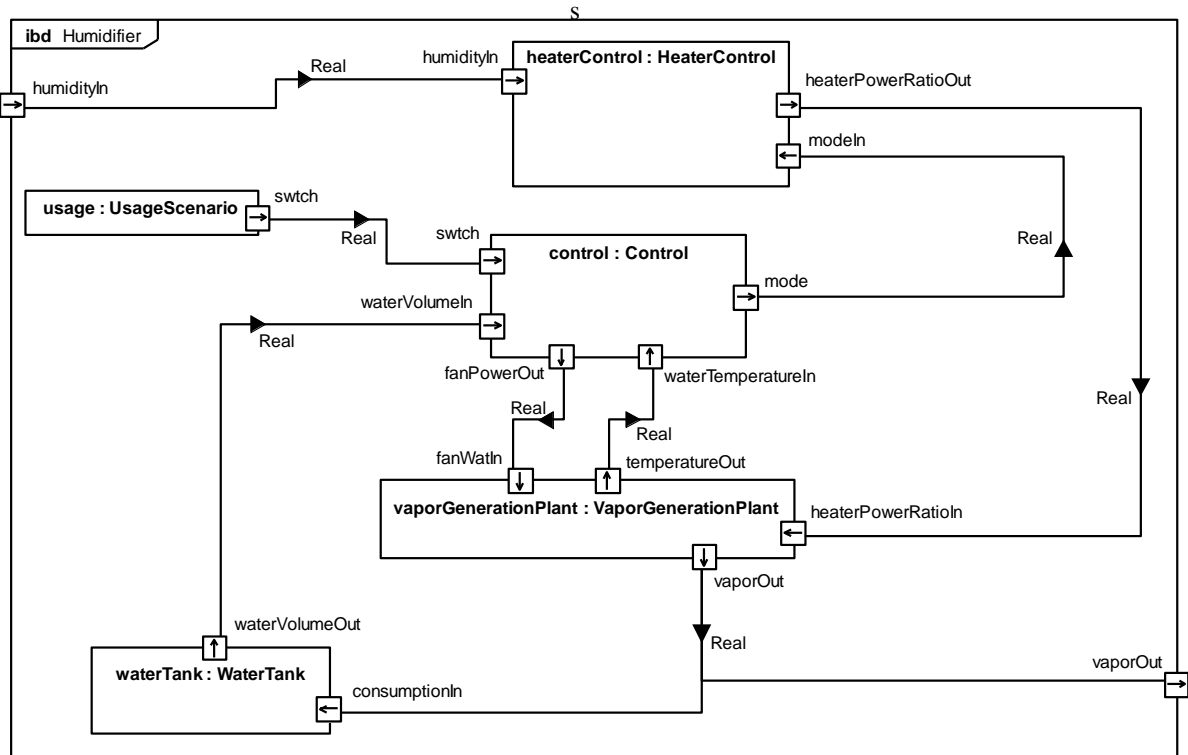 s
ibd Humidifier
humidityIn
Real
humidityIn
heaterControl : HeaterControl
heaterPowerRatioOut
modeIn
usage : UsageScenario
swtch
Real
swtch
control : Control
Real
mode
waterVolumeIn
Real
fanPowerOut
waterTemperatureIn
Real
Real
Real
fanWatIn
temperatureOut
vaporGenerationPlant : VaporGenerationPlant
heaterPowerRatioIn
vaporOut
waterVolumeOut
Real
vaporOut
waterTank : WaterTank
consumptionIn